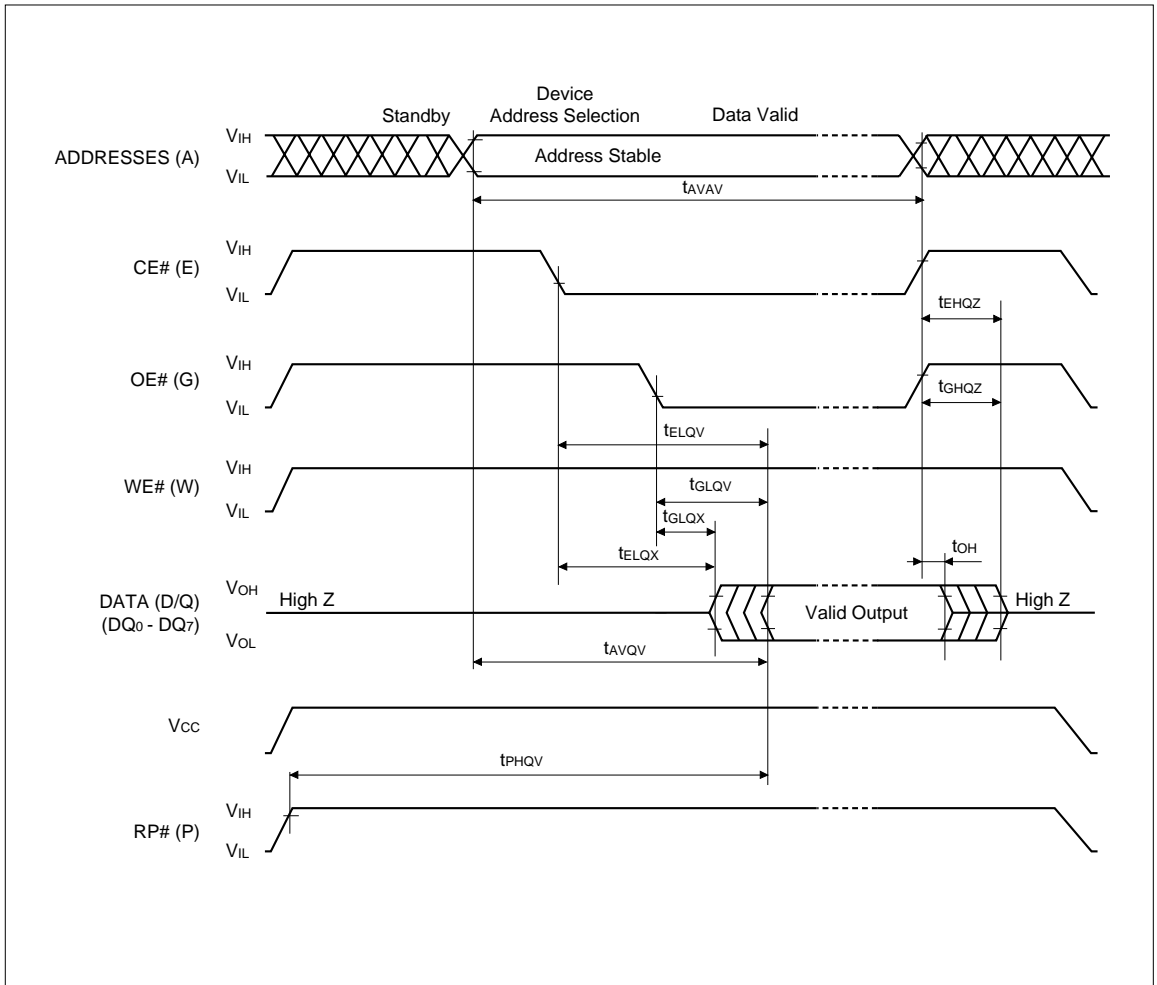 Device
Standby Address Selection Data Valid
VIH
ADDRESSES (A) Address Stable
VIL
tAVAV
VIH
CE# (E)
VIL
tEHQZ
VIH
OE# (G)
VIL
tGHQZ
tELQV
VIH
WE# (W)
tGLQV
VIL
tGLQX
tELQX
tOH
VOH
DATA (D/Q) High Z Valid Output High Z
(DQ0 - DQ7)
VOL
tAVQV
VCC
tPHQV
VIH
RP# (P)
VIL